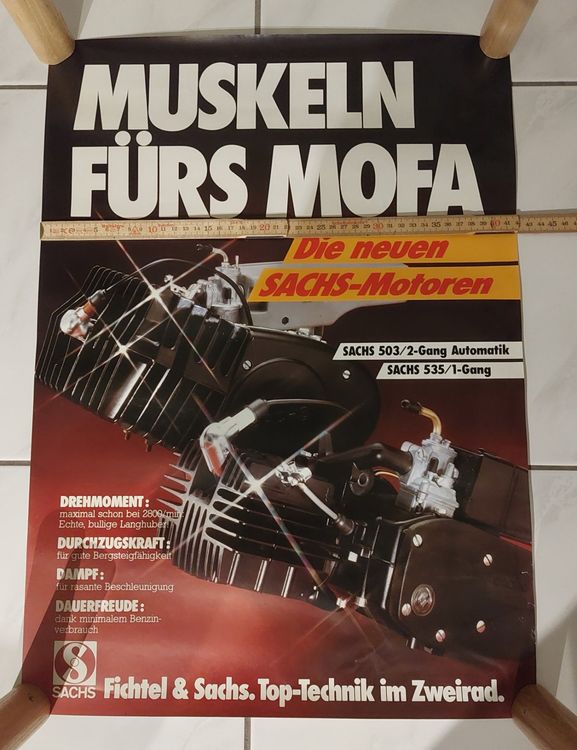 MUSKELN
FÜRS MOFA
Die neuen
SACHS-Motoren
SACHS 503/2-Gang Automatik
SACHS 535/1-Gang
DREHMOMENT:
maximal schon bei 2800/min:
Echte, bullige Langhuber!
DURCHZUGSKRAFT:
für gute Bergsteigfähigkeit
DAMPF:
für rasante Beschleunigung
DAUERFREUDE:
dank minimalem Benzin-
verbrauch
SACHS
Fichtel & Sachs. Top-Technik im Zweirad.